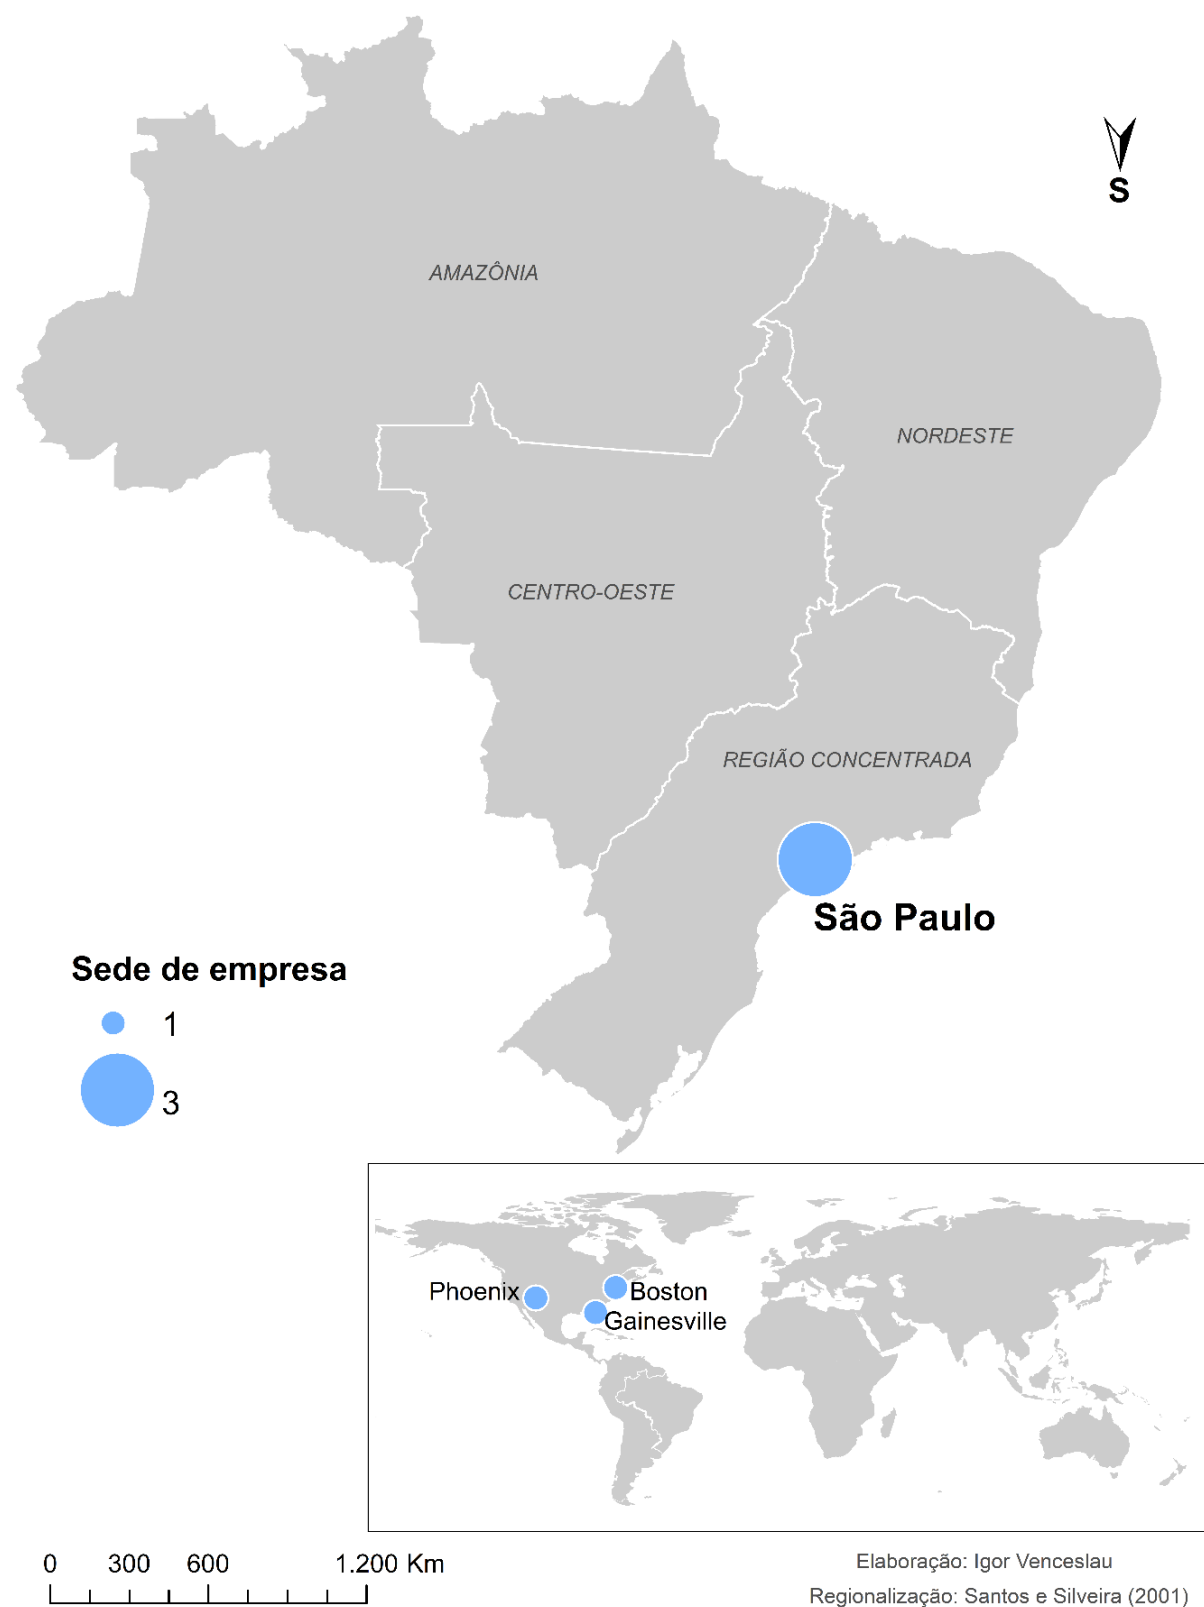 S
AMAZÔNIA
NORDESTE
CENTRO-OESTE
REGIÃO CONCENTRADA
São Paulo
Sede de empresa
1
3
Phoenix
Boston
Gainesville
0 300 600 1.200 Km
Elaboração: Igor Venceslau
Regionalização: Santos e Silveira (2001)